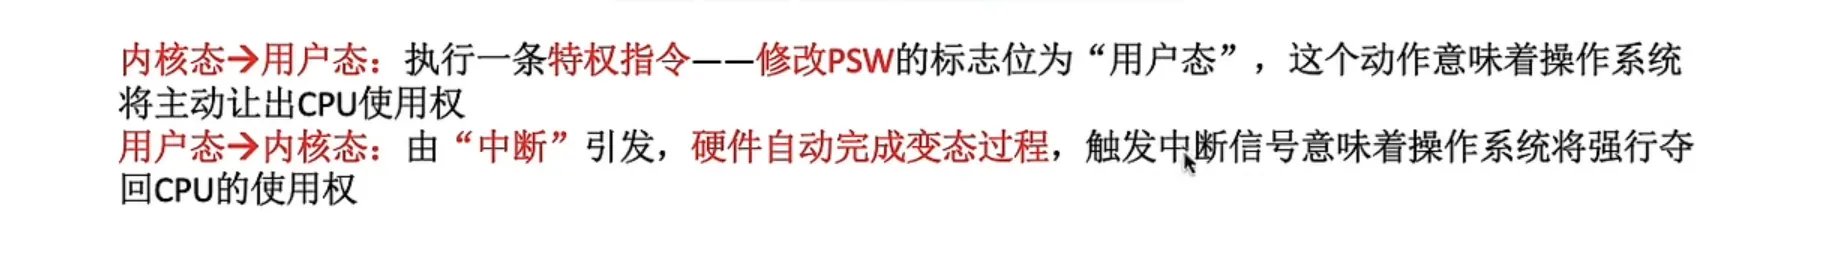 内核态→用户态：执行一条特权指令——修改PSW的标志位为“用户态”，这个动作意味着操作系统
将主动让出CPU使用权
用户态→内核态：由“中断”引发，硬件自动完成变态过程，触发中断信号意味着操作系统将强行夺
回CPU的使用权